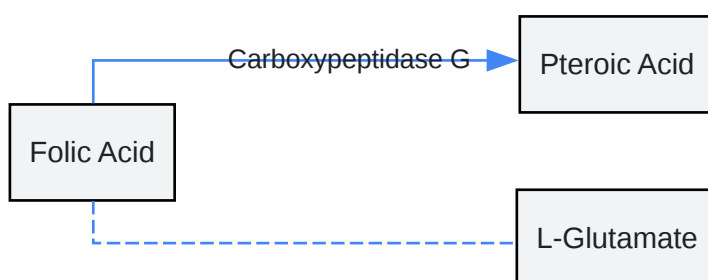 Carboxypeptidase G
Pteroic Acid
Folic Acid
L-Glutamate